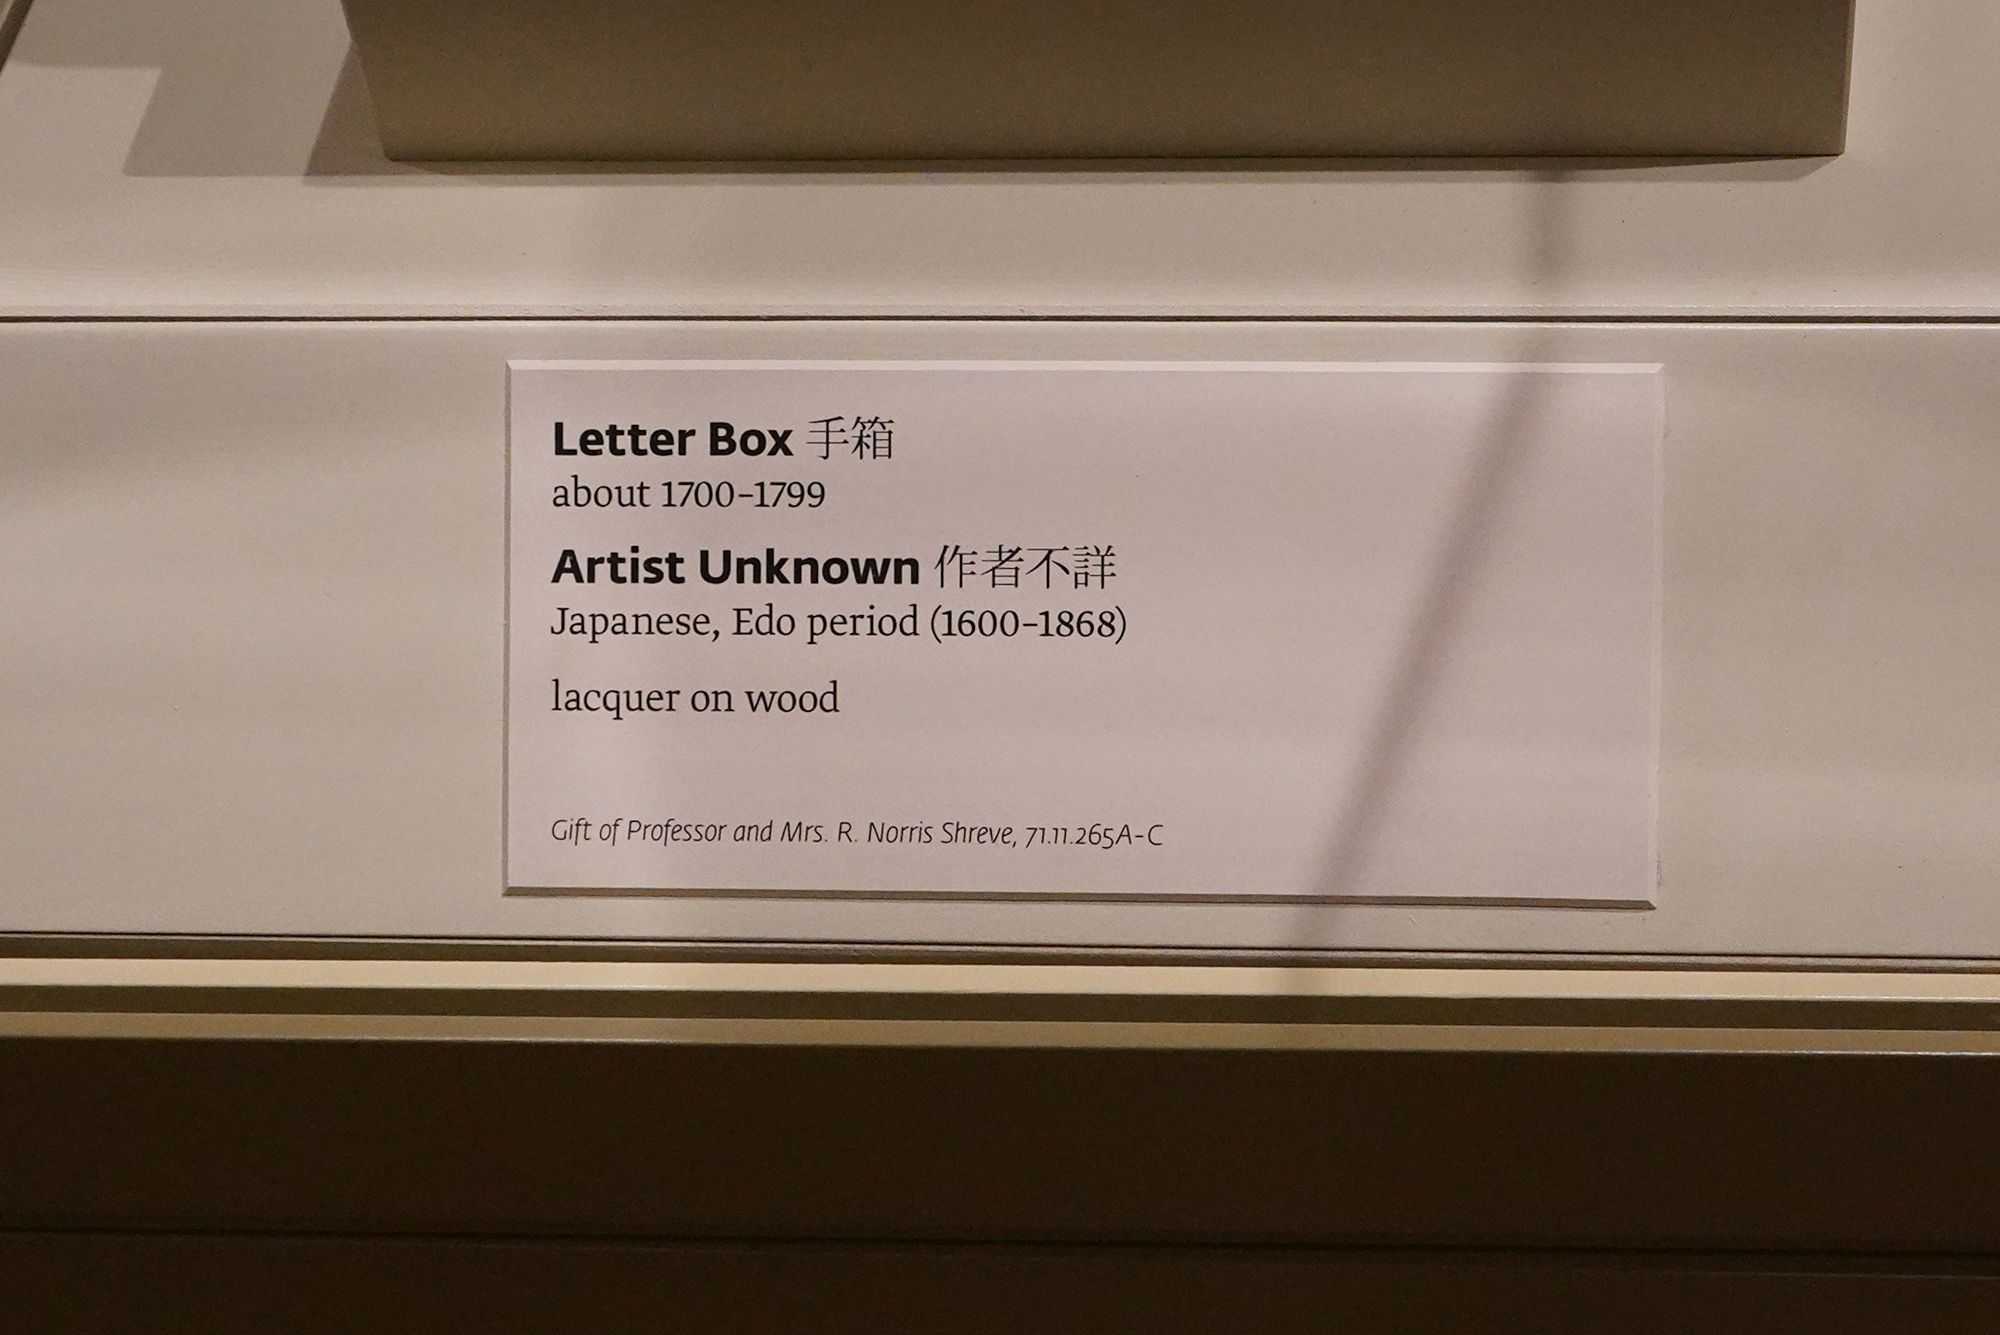 Letter Box 手箱
about 1700–1799
Artist Unknown 作者不詳
Japanese, Edo period (1600–1868)
lacquer on wood
Gift of Professor and Mrs. R. Norris Shreve, 71.11.265A-C